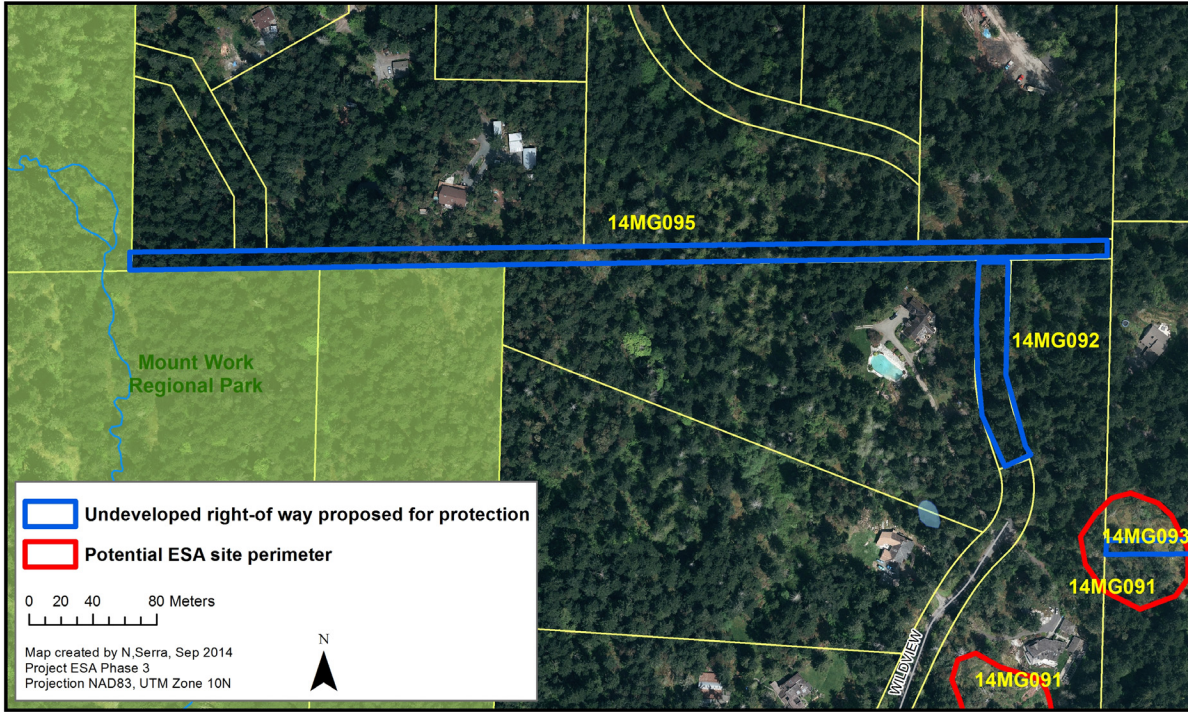 14MG095
14MG092
Mount Work
Regional Park
14MG093
14MG091
14MG091
WILDVIEW
Undeveloped right-of way proposed for protection
Potential ESA site perimeter
0 20 40 80 Meters
N
Map created by N,Serra, Sep 2014
Project ESA Phase 3
Projection NAD83, UTM Zone 10N